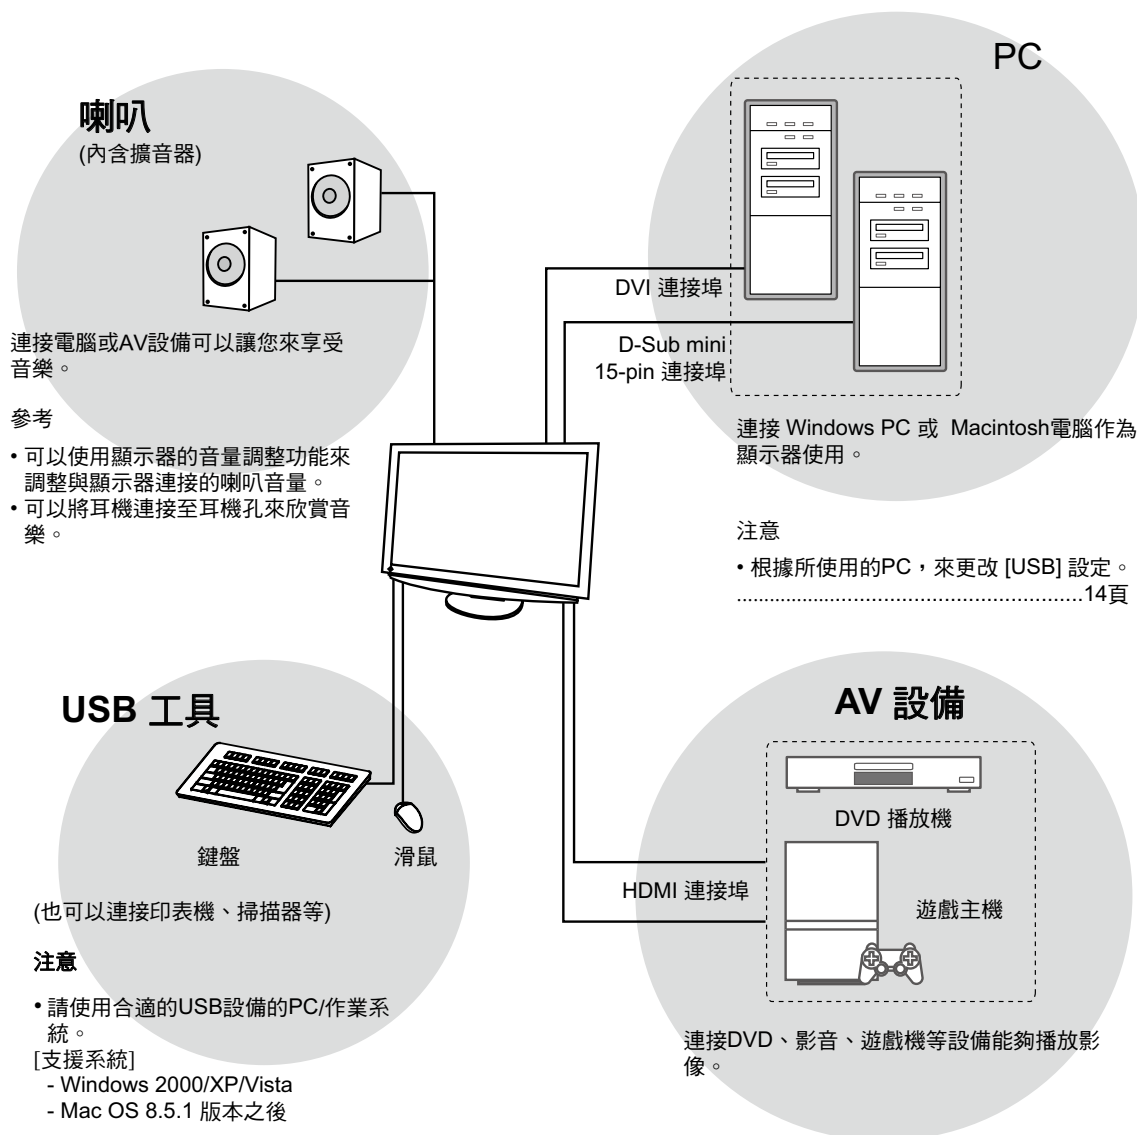 喇叭
(內含擴音器)
連接電腦或AV設備可以讓您來享受
音樂。
參考
• 可以使用顯示器的音量調整功能來
調整與顯示器連接的喇叭音量。
• 可以將耳機連接至耳機孔來欣賞音
樂。
PC
DVI 連接埠
D-Sub mini
15-pin 連接埠
連接 Windows PC 或 Macintosh電腦作為
顯示器使用。
注意
• 根據所使用的PC，來更改 [USB] 設定。
..........................................................14頁
USB 工具
鍵盤
滑鼠
(也可以連接印表機、掃描器等)
注意
• 請使用合適的USB設備的PC/作業系
統。
[支援系統]
- Windows 2000/XP/Vista
- Mac OS 8.5.1 版本之後
AV 設備
DVD 播放機
HDMI 連接埠
遊戲主機
連接DVD、影音、遊戲機等設備能夠播放影
像。